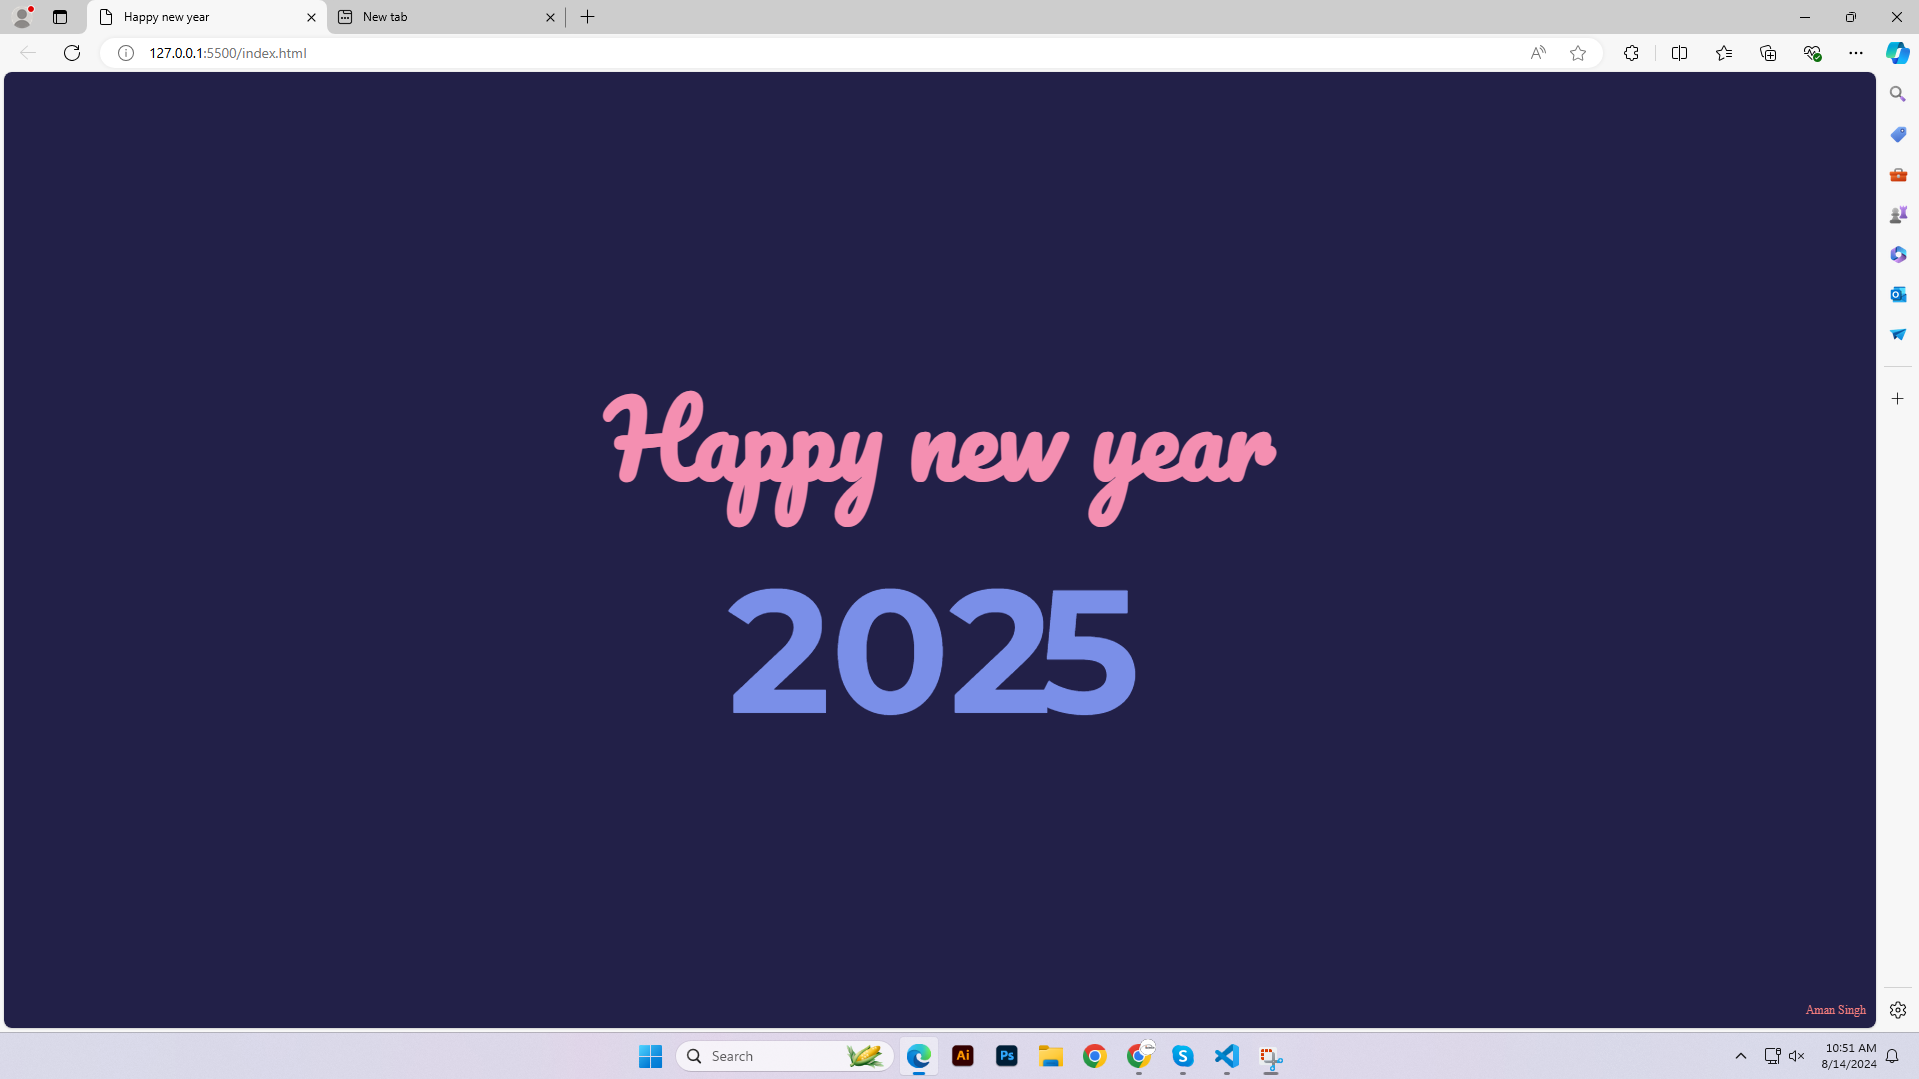 Happy new year
New tab
127.0.0.1:5500/index.html
Happy new year
2025
Aman Singh
Search
Ai
Ps
10:51 AM
8/14/2024